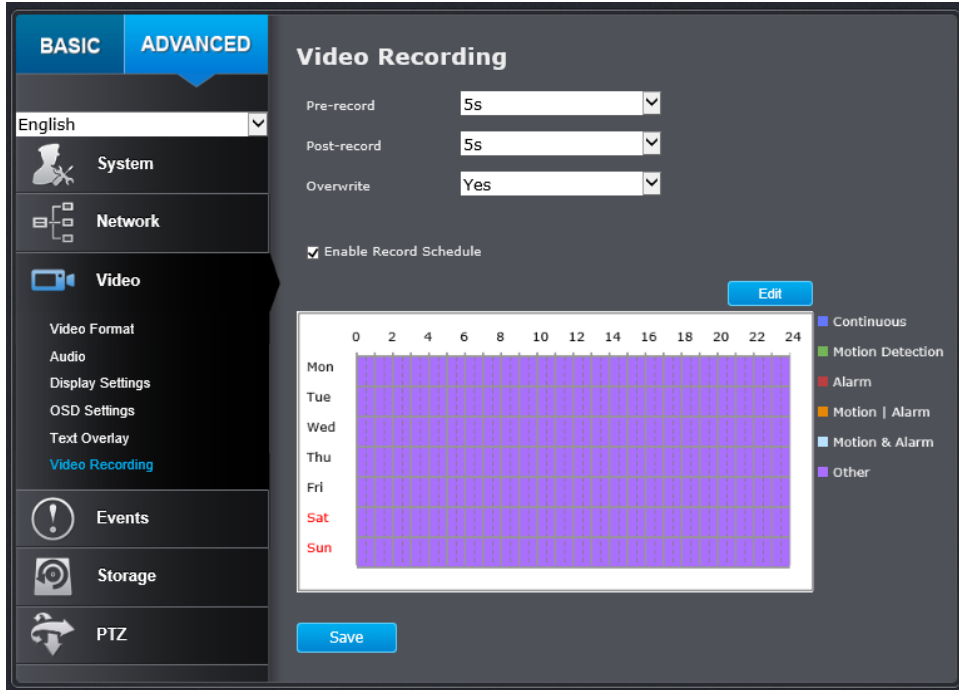 BASIC ADVANCED
English
System
Network
Video
Video Format
Audio
Display Settings
OSD Settings
Text Overlay
Video Recording
Events
Storage
PTZ
Video Recording
Pre-record 5s
Post-record 5s
Overwrite Yes
Enable Record Schedule
Edit
0 2 4 6 8 10 12 14 16 18 20 22 24
Mon
Tue
Wed
Thu
Fri
Sat
Sun
Continuous
Motion Detection
Alarm
Motion | Alarm
Motion & Alarm
Other
Save